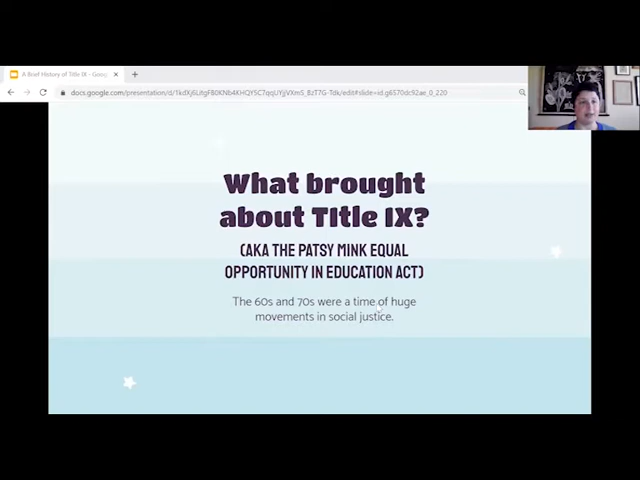 A Brief History of Title IX - Goog
What brought
about TItle IX?
(AKA THE PATSY MINK EQUAL
OPPORTUNITY IN EDUCATION ACT)
The 60s and 70s were a time of huge
movements in social justice.